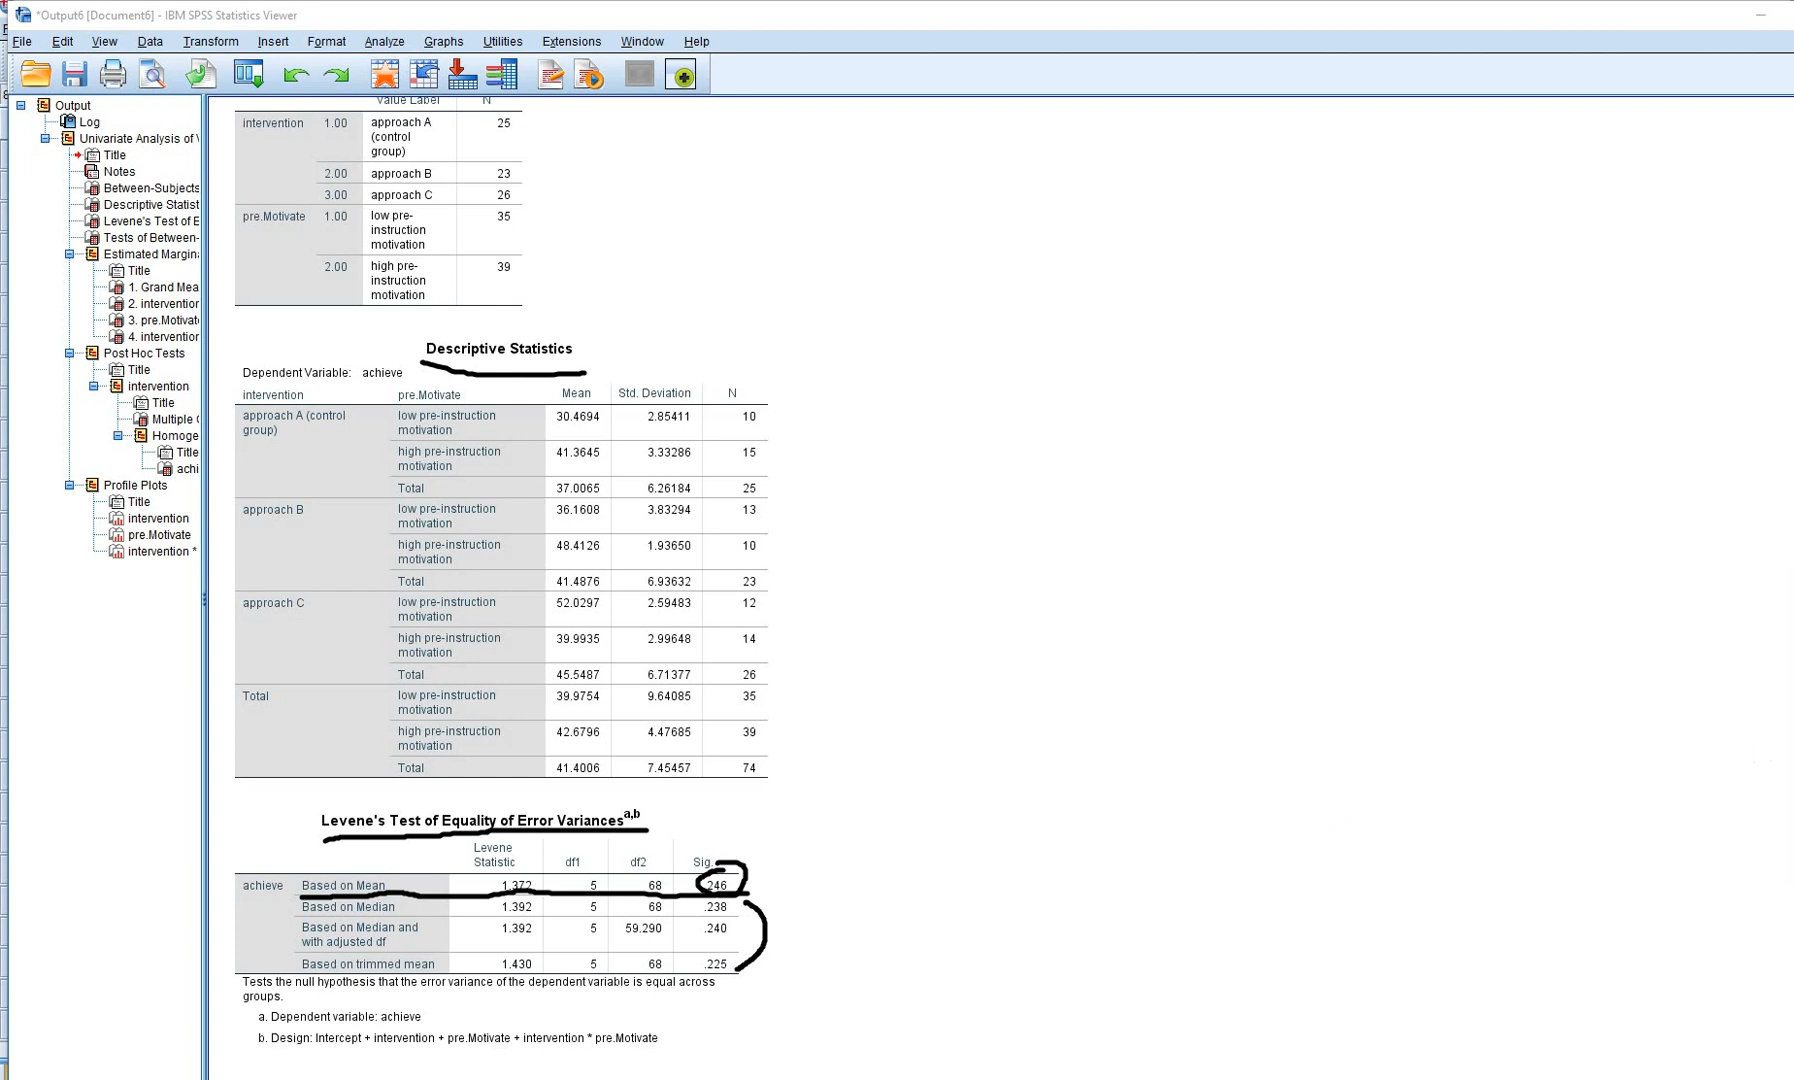 *Output6 [Document6] - IBM SPSS Statistics Viewer
File Edit View Data Transform Insert Format Analyze Graphs Utilities Extensions Window Help
Output
Log
Univariate Analysis of
Title
Notes
Between-Subjects
Descriptive Statist
Levene's Test of E
Tests of Between-
Estimated Margina
Title
1. Grand Mea
2. intervention
3. pre.Motivat
4. intervention
Post Hoc Tests
Title
intervention
Title
Multiple
Homoge
Title
achi
Profile Plots
Title
intervention
pre.Motivate
intervention *
Value Label N
intervention 1.00 approach A 25
(control
group)
2.00 approach B 23
3.00 approach C 26
pre.Motivate 1.00 low pre- 35
instruction
motivation
2.00 high pre- 39
instruction
motivation
Descriptive Statistics
Dependent Variable: achieve
intervention pre.Motivate Mean Std. Deviation N
approach A (control low pre-instruction 30.4694 2.85411 10
group) motivation
high pre-instruction 41.3645 3.33286 15
motivation
Total 37.0065 6.26184 25
approach B low pre-instruction 36.1608 3.83294 13
motivation
high pre-instruction 48.4126 1.93650 10
motivation
Total 41.4876 6.93632 23
approach C low pre-instruction 52.0297 2.59483 12
motivation
high pre-instruction 39.9935 2.99648 14
motivation
Total 45.5487 6.71377 26
Total low pre-instruction 39.9754 9.64085 35
motivation
high pre-instruction 42.6796 4.47685 39
motivation
Total 41.4006 7.45457 74
Levene's Test of Equality of Error Variances a,b
Levene
Statistic df1 df2 Sig.
achieve Based on Mean 1.372 5 68 .246
Based on Median 1.392 5 68 .238
Based on Median and 1.392 5 59.290 .240
with adjusted df
Based on trimmed mean 1.430 5 68 .225
Tests the null hypothesis that the error variance of the dependent variable is equal across
groups.
a. Dependent variable: achieve
b. Design: Intercept + intervention + pre.Motivate + intervention * pre.Motivate